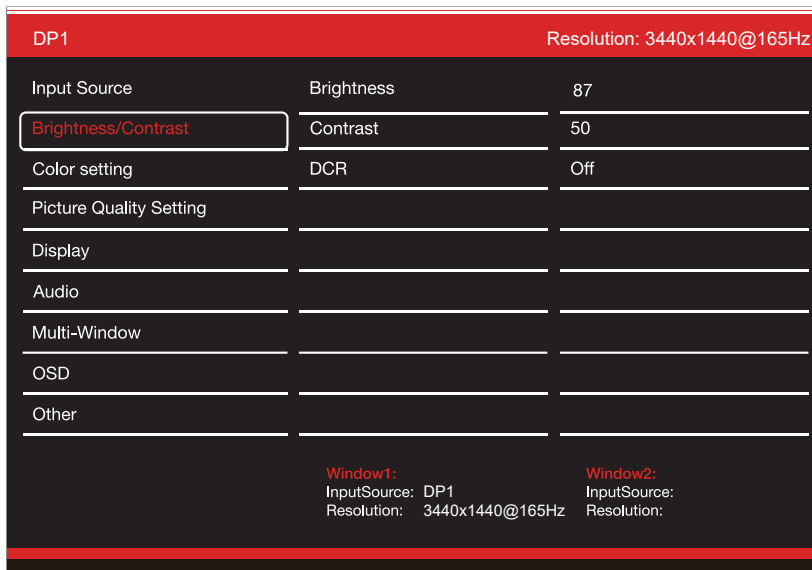 DP1 Resolution: 3440x1440@165Hz
Input Source Brightness 87
Brightness/Contrast Contrast 50
Color setting DCR Off
Picture Quality Setting
Display
Audio
Multi-Window
OSD
Other
Window1: Window2:
InputSource: DP1 InputSource:
Resolution: 3440x1440@165Hz Resolution: